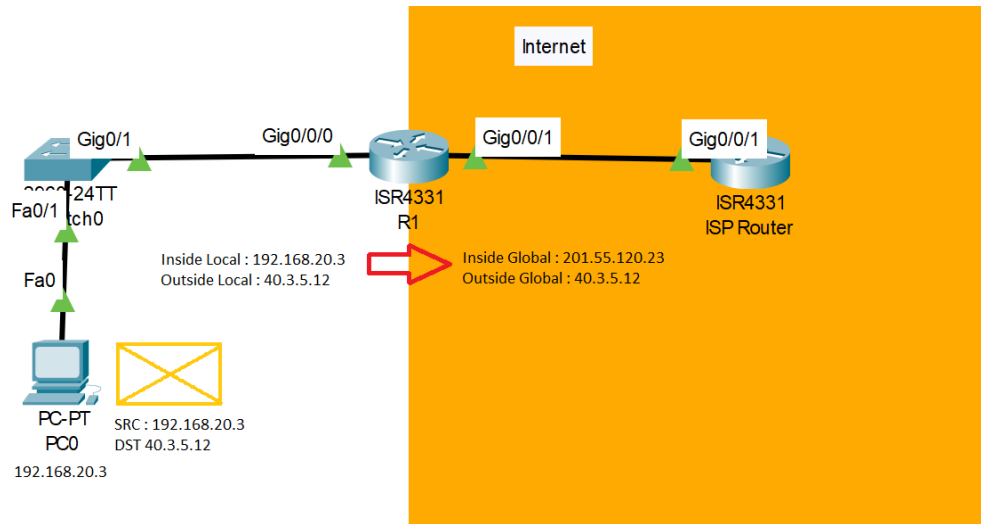 Internet
Gig0/1
Gig0/0/0
Gig0/0/1
Gig0/0/1
-24TT
tch0
Fa0/1
ISR4331
R1
ISR4331
ISP Router
Inside Local : 192.168.20.3
Outside Local : 40.3.5.12
Inside Global : 201.55.120.23
Outside Global : 40.3.5.12
Fa0
PC-PT
PC0
192.168.20.3
SRC : 192.168.20.3
DST 40.3.5.12